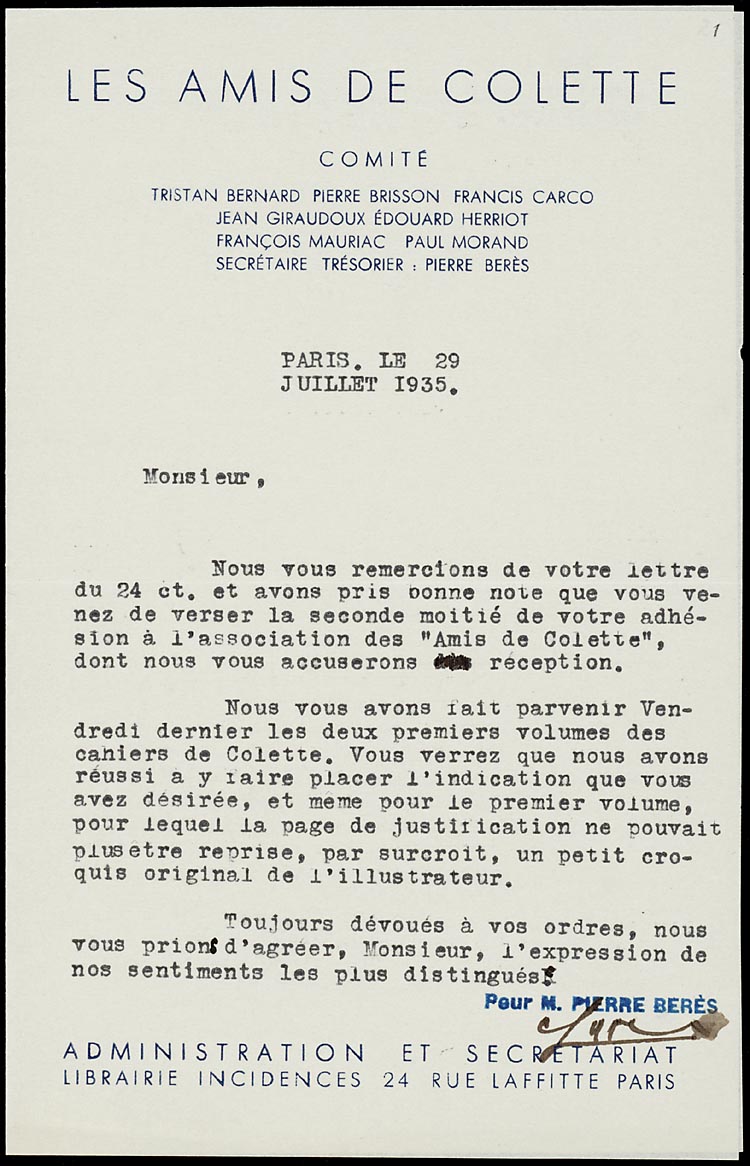 1
LES AMIS DE COLETTE
COMITÉ
TRISTAN BERNARD PIERRE BRISSON FRANCIS CARCO
JEAN GIRAUDOUX ÉDOUARD HERRIOT
FRANÇOIS MAURIAC PAUL MORAND
SECRÉTAIRE TRÉSORIER : PIERRE BERÈS
PARIS. LE 29
JUILLET 1935.
Monsieur,
Nous vous remercions de votre lettre
du 24 ct. et avons pris bonne note que vous ve-
nez de verser la seconde moitié de votre adhé-
sion à l'association des "Amis de Colette",
dont nous vous accuserons réception.
Nous vous avons fait parvenir Ven-
dredi dernier les deux premiers volumes des
cahiers de Colette. Vous verrez que nous avons
réussi a y faire placer l'indication que vous
avez désirée, et meme pour le premier volume,
pour lequel la page de justification ne pouvait
plusetre reprise, par surcroit, un petit cro-
quis original de l'illustrateur.
Toujours dévoués à vos ordres, nous
vous prions d'agréer, Monsieur, l'expression de
nos sentiments les plus distingués.
Pour M. PIERRE BERÈS
ADMINISTRATION ET SECRÉTARIAT
LIBRAIRIE INCIDENCES 24 RUE LAFFITTE PARIS